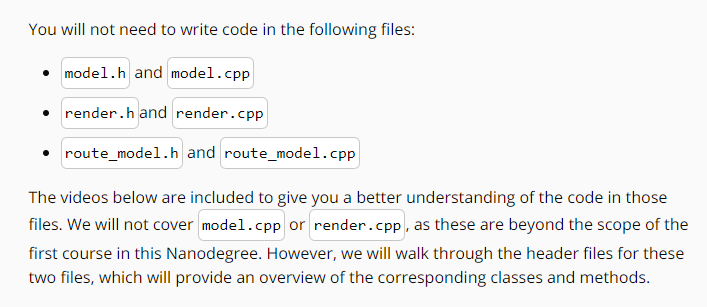 You will not need to write code in the following files:
model.h and model.cpp
render.h and render.cpp
route_model.h and route_model.cpp
The videos below are included to give you a better understanding of the code in those
files. We will not cover model.cpp or render.cpp, as these are beyond the scope of the
first course in this Nanodegree. However, we will walk through the header files for these
two files, which will provide an overview of the corresponding classes and methods.